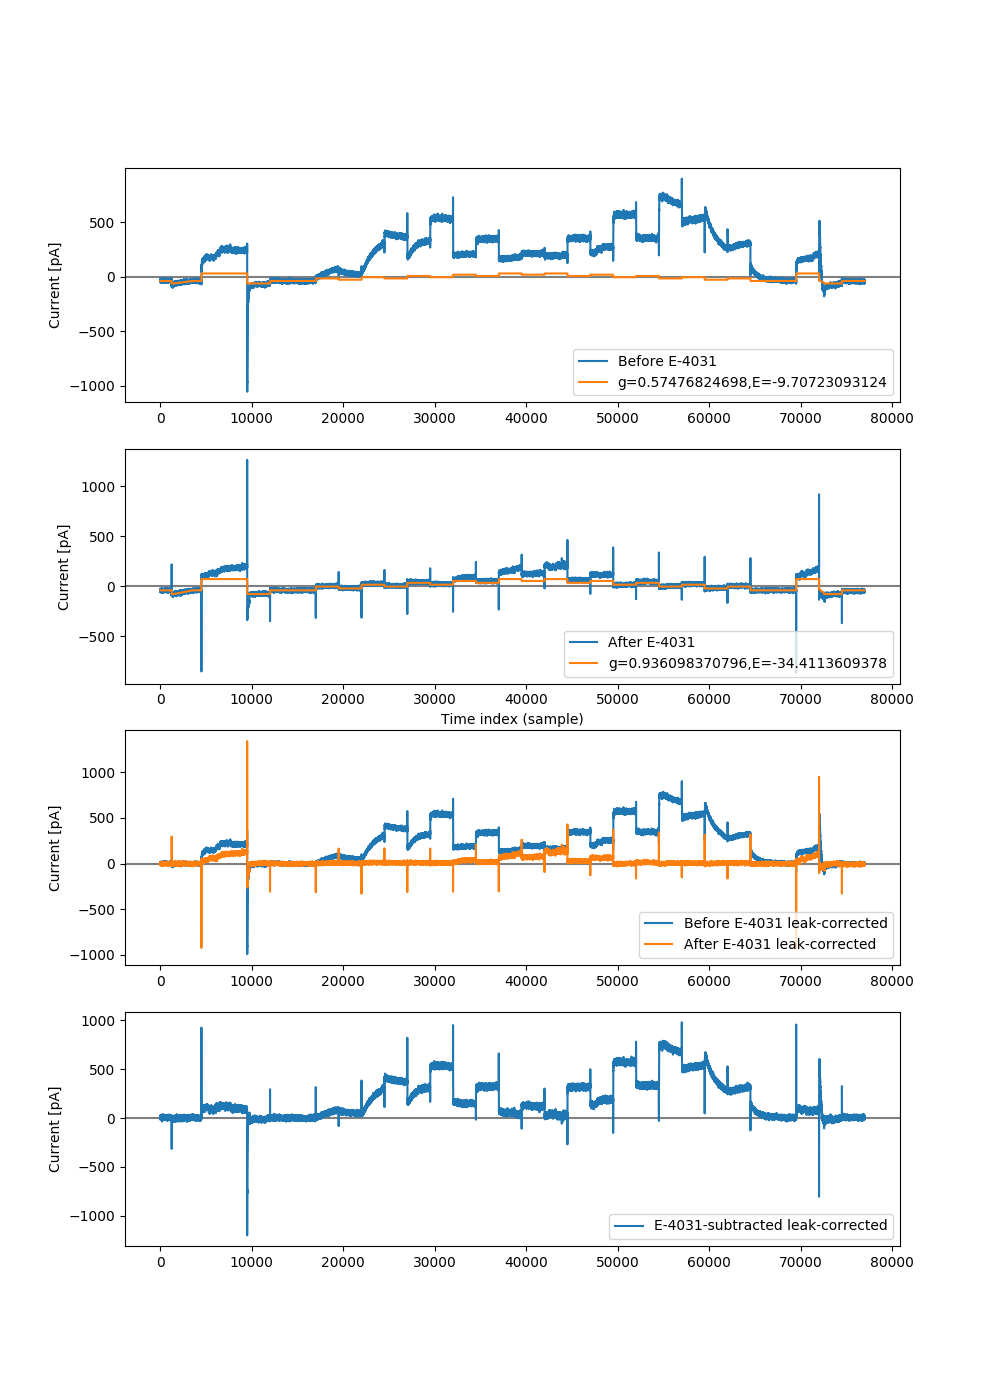 500
0
−500
−1000
Current [pA]
Before E-4031
g=0.57476824698,E=-9.70723093124
0 10000 20000 30000 40000 50000 60000 70000 80000
1000
500
0
−500
Current [pA]
After E-4031
g=0.936098370796,E=-34.4113609378
0 10000 20000 30000 40000 50000 60000 70000 80000
Time index (sample)
1000
500
0
−500
−1000
Current [pA]
Before E-4031 leak-corrected
After E-4031 leak-corrected
0 10000 20000 30000 40000 50000 60000 70000 80000
1000
500
0
−500
−1000
Current [pA]
E-4031-subtracted leak-corrected
0 10000 20000 30000 40000 50000 60000 70000 80000